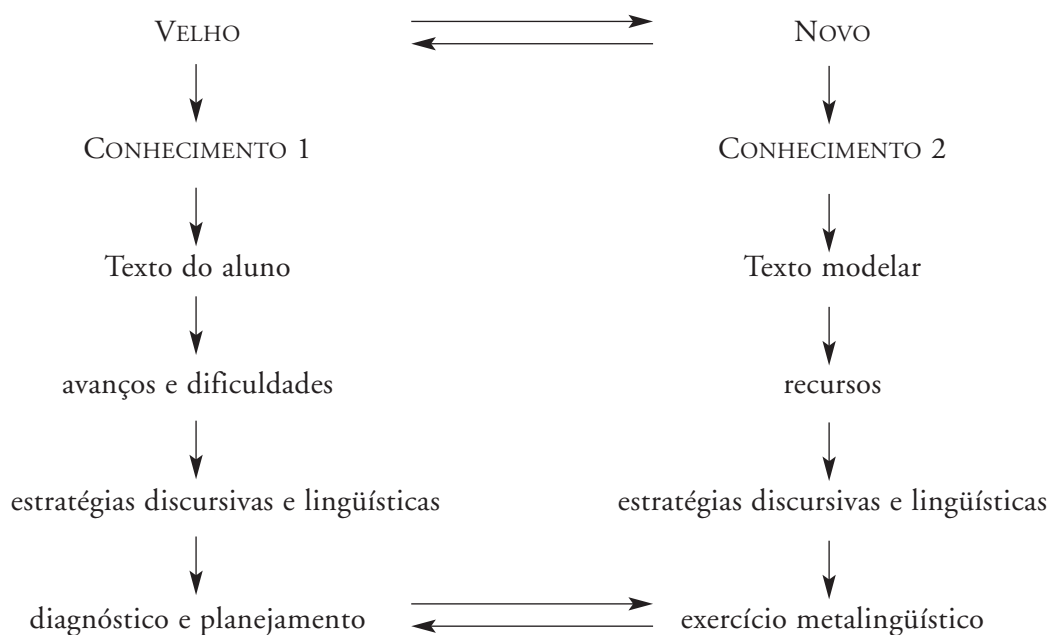 VELHO NOVO
CONHECIMENTO 1 CONHECIMENTO 2
Texto do aluno Texto modelar
avanços e dificuldades recursos
estratégias discursivas e lingüísticas estratégias discursivas e lingüísticas
diagnóstico e planejamento exercício metalingüístico